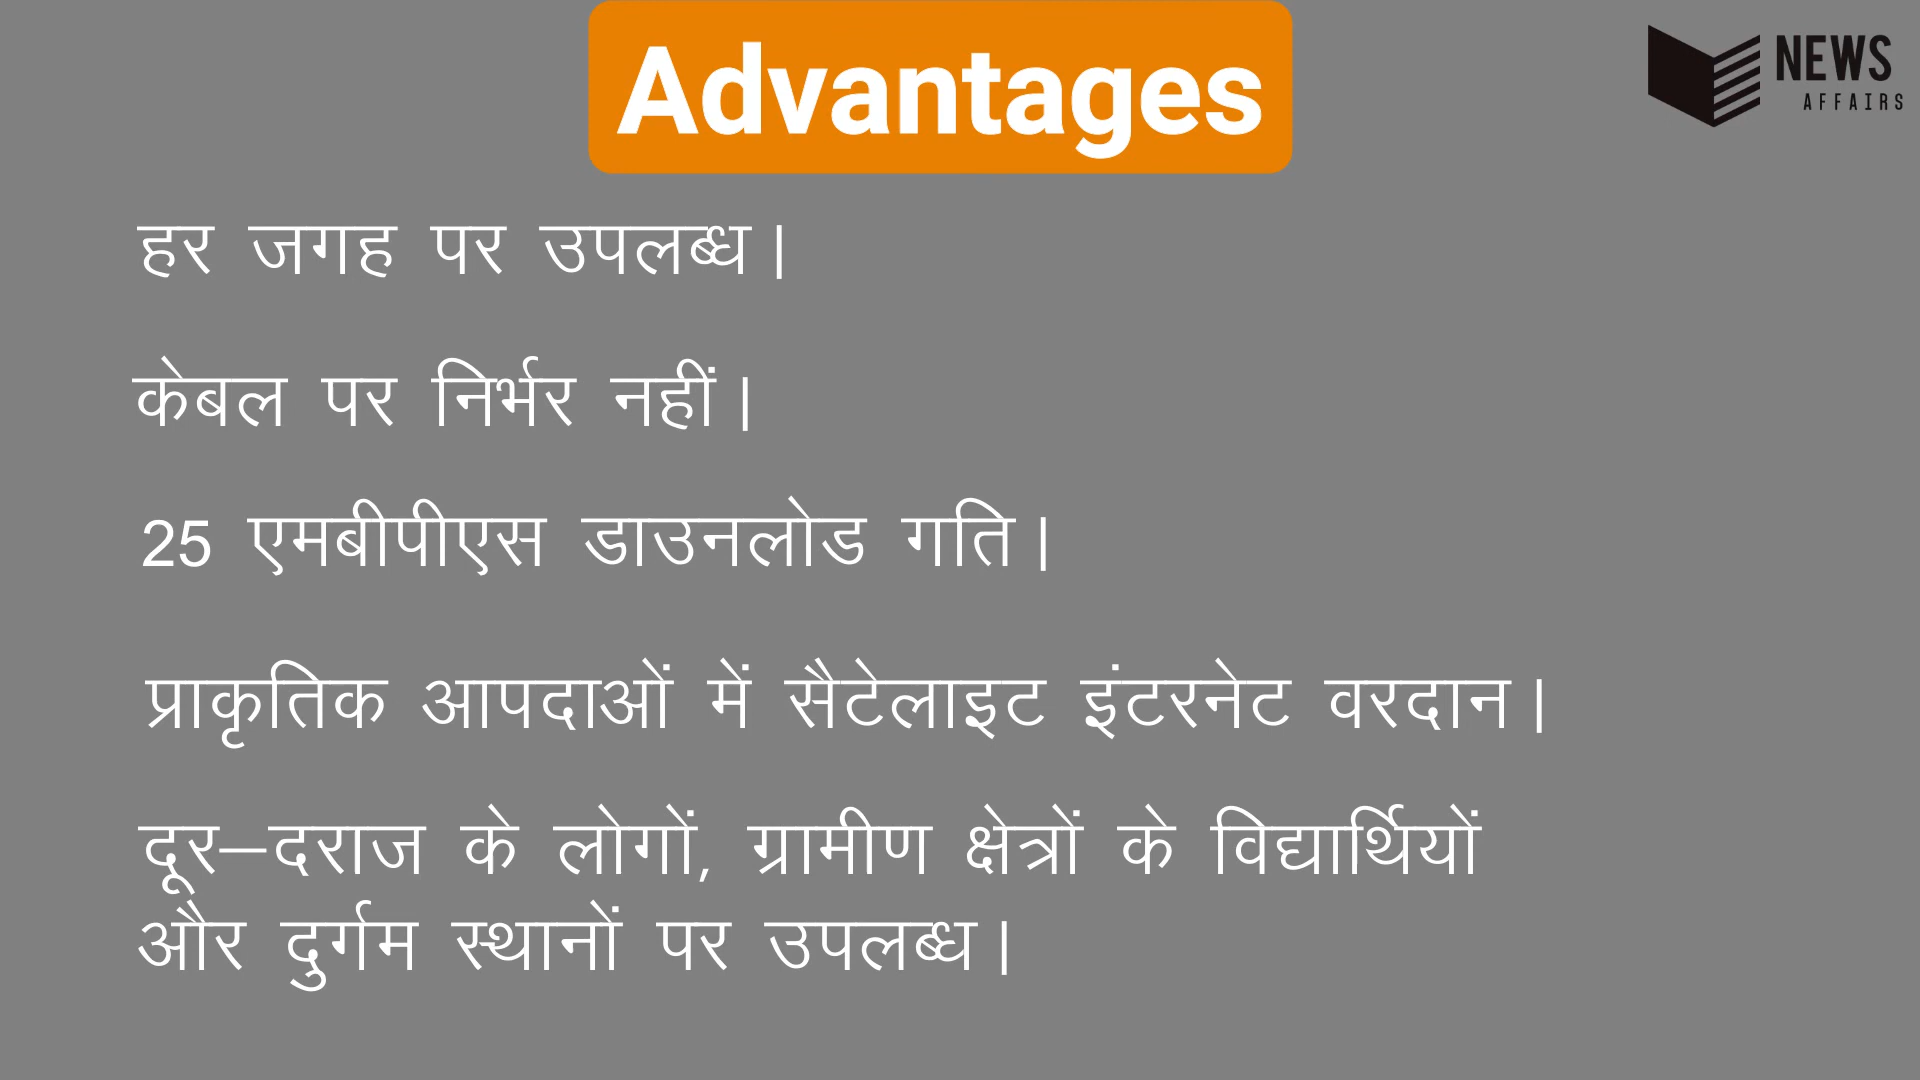 Advantages
NEWS
AFFAIRS
हर जगह पर उपलब्ध।
केबल पर निर्भर नहीं।
25 एमबीपीएस डाउनलोड गति।
प्राकृतिक आपदाओं में सैटेलाइट इंटरनेट वरदान।
दूर–दराज के लोगों, ग्रामीण क्षेत्रों के विद्यार्थियों
और दुर्गम स्थानों पर उपलब्ध।